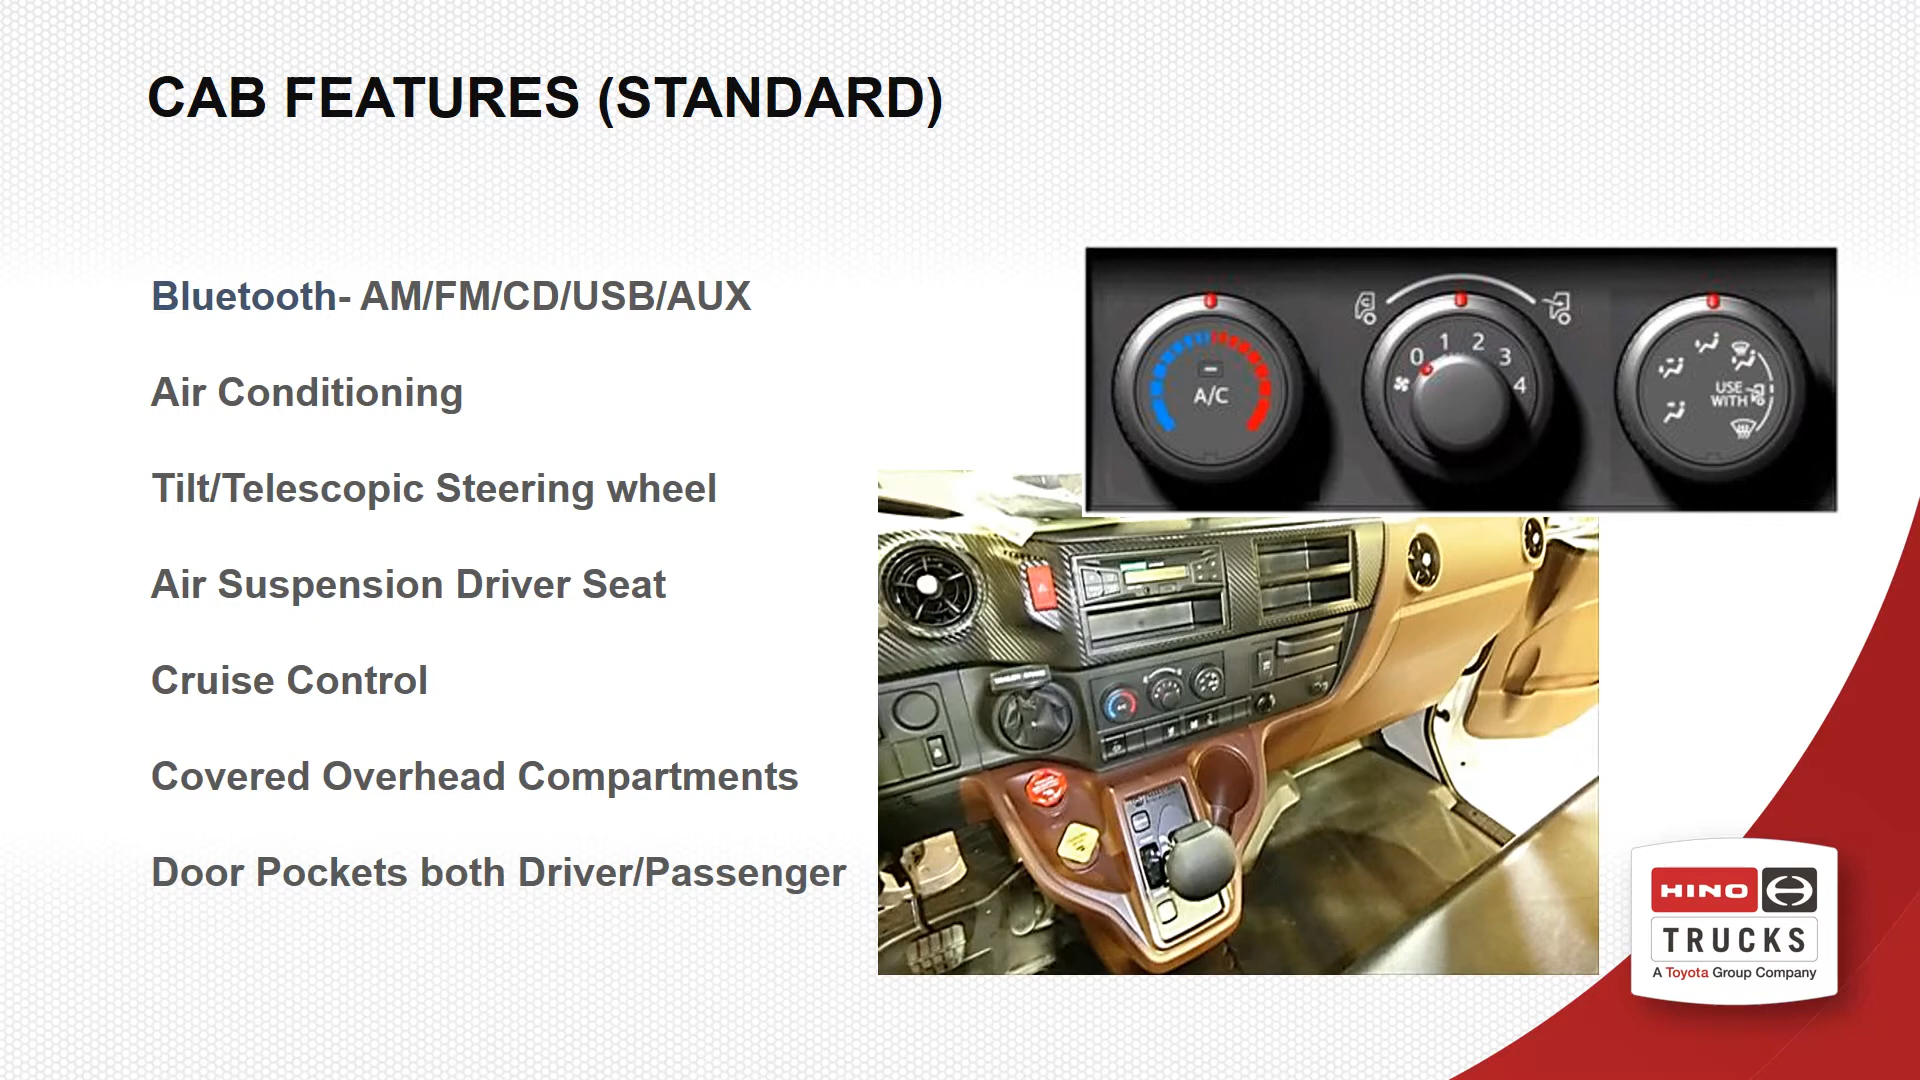 CAB FEATURES (STANDARD)
Bluetooth- AM/FM/CD/USB/AUX
Air Conditioning
Tilt/Telescopic Steering wheel
Air Suspension Driver Seat
Cruise Control
Covered Overhead Compartments
Door Pockets both Driver/Passenger
A/C
0 1 2 3 4
USE
WITH
HINO
TRUCKS
A Toyota Group Company